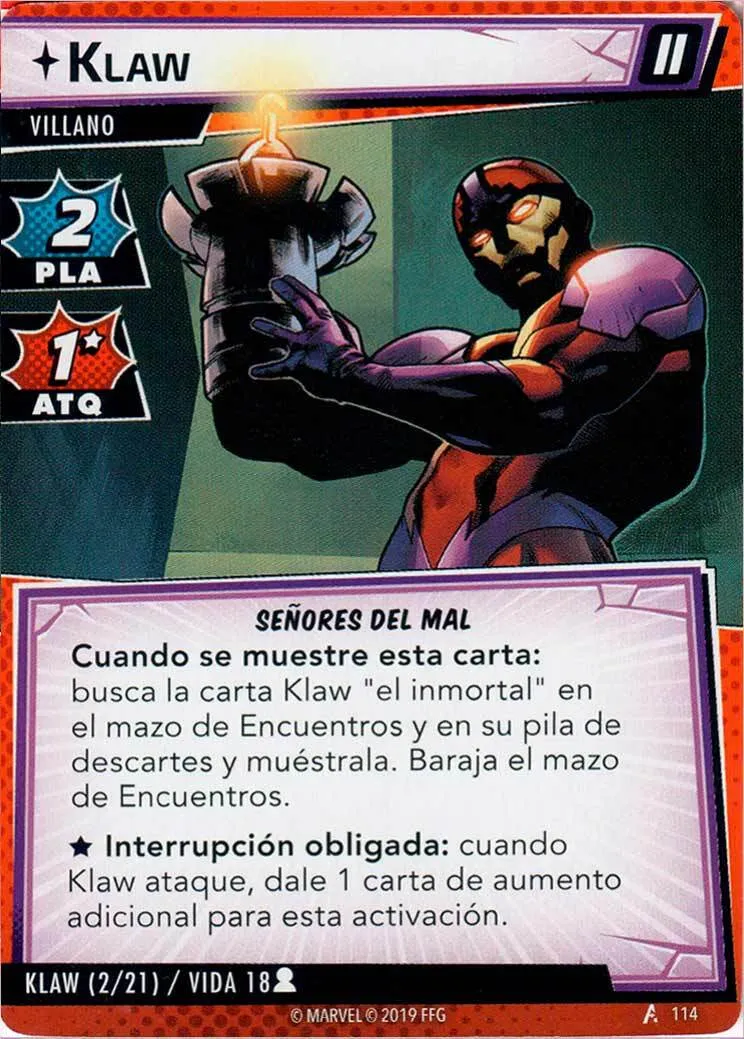 KLAW
II
VILLANO
2
PLA
1★
ATQ
SEÑORES DEL MAL
Cuando se muestre esta carta:
busca la carta Klaw "el inmortal" en
el mazo de Encuentros y en su pila de
descartes y muéstrala. Baraja el mazo
de Encuentros.
★ Interrupción obligada: cuando
Klaw ataque, dale 1 carta de aumento
adicional para esta activación.
KLAW (2/21) / VIDA 18
© MARVEL © 2019 FFG
A 114